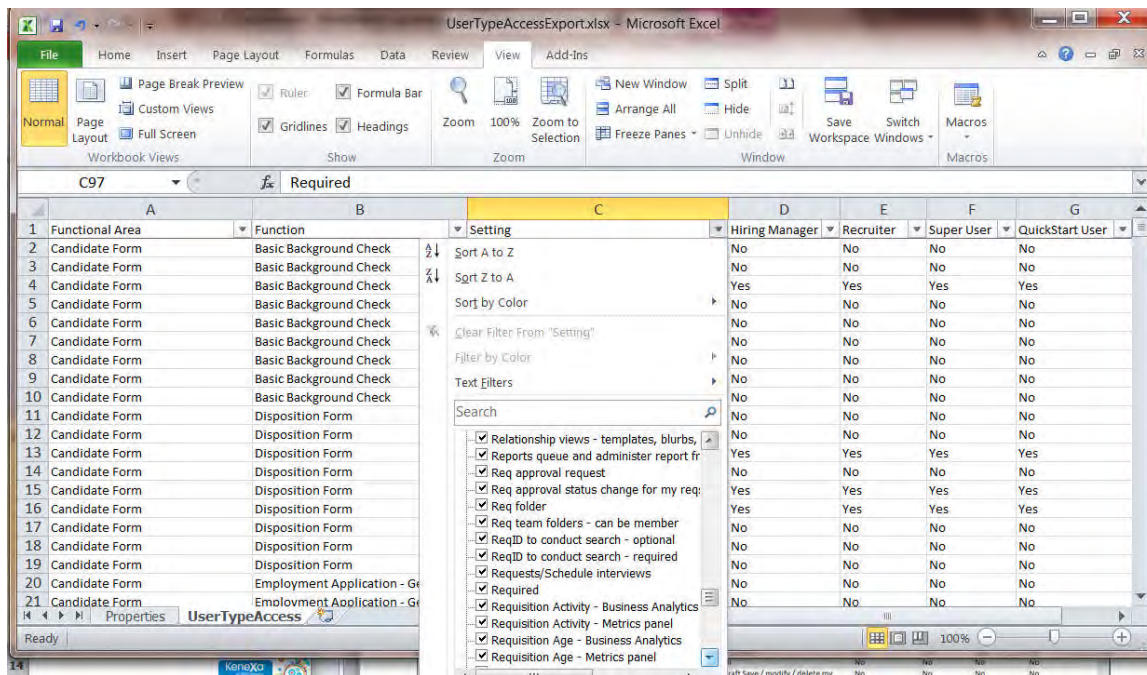 UserTypeAccessExport.xlsx - Microsoft Excel
File Home Insert Page Layout Formulas Data Review View Add-Ins
Normal
Page Layout
Page Break Preview
Custom Views
Full Screen
Workbook Views
Ruler
Formula Bar
Gridlines
Headings
Show
Zoom
100%
Zoom to Selection
Zoom
New Window
Arrange All
Freeze Panes
Split
Hide
Unhide
Save Workspace
Switch Windows
Window
Macros
Macros
C97 fx Required
A B C D E F G
1 Functional Area Function Setting Hiring Manager Recruiter Super User QuickStart User
2 Candidate Form Basic Background Check No No No No
3 Candidate Form Basic Background Check No No No No
4 Candidate Form Basic Background Check Yes Yes Yes Yes
5 Candidate Form Basic Background Check No No No No
6 Candidate Form Basic Background Check No No No No
7 Candidate Form Basic Background Check No No No No
8 Candidate Form Basic Background Check No No No No
9 Candidate Form Basic Background Check No No No No
10 Candidate Form Basic Background Check No No No No
11 Candidate Form Disposition Form No No No No
12 Candidate Form Disposition Form No No No No
13 Candidate Form Disposition Form Yes Yes Yes Yes
14 Candidate Form Disposition Form No No No No
15 Candidate Form Disposition Form Yes Yes Yes Yes
16 Candidate Form Disposition Form Yes Yes Yes Yes
17 Candidate Form Disposition Form No No No No
18 Candidate Form Disposition Form No No No No
19 Candidate Form Disposition Form No No No No
20 Candidate Form Employment Application - Ge No No No No
21 Candidate Form Employment Application - Ge No No No No
Sort A to Z
Sort Z to A
Sort by Color
Clear Filter From "Setting"
Filter by Color
Text Filters
Search
Relationship views - templates, blurbs,
Reports queue and administer report fr
Req approval request
Req approval status change for my req
Req folder
Req team folders - can be member
ReqID to conduct search - optional
ReqID to conduct search - required
Requests/Schedule interviews
Required
Requisition Activity - Business Analytics
Requisition Activity - Metrics panel
Requisition Age - Business Analytics
Requisition Age - Metrics panel
Properties UserTypeAccess
Ready 100%
14 Kenexa
No No No No
Save / modify / delete my No No No No